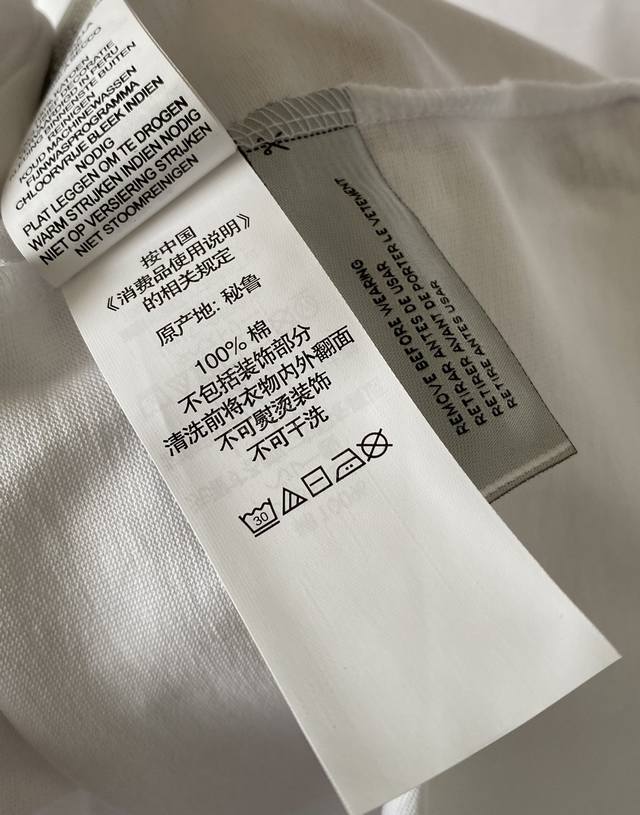 BINNENSTE BUITEN
KOUD MACHINEWASSEN
FIJNWASPROGRAMMA
CHLOORVRIJE BLEEK INDIEN
NODIG
PLAT LEGGEN OM TE DROGEN
WARM STRIJKEN INDIEN NODIG
NIET OP VERSIERING STRIJKEN
NIET STOOMREINIGEN
按中国
《消费品使用说明》
的相关规定
原产地: 秘鲁
100% 棉
不包括装饰部分
清洗前将衣物内外翻面
不可熨烫装饰
不可干洗
30
REMOVE BEFORE WEARING
RETIRAR ANTES DE USAR
RETIRER AVANT DE PORTER LE VETEMENT
RETIRE ANTES USAR